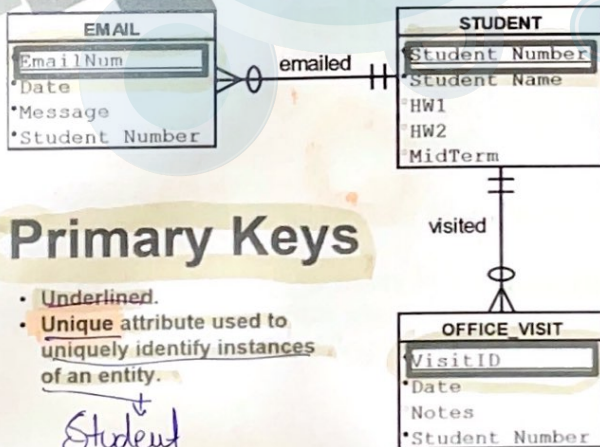 EMAIL
EmailNum
*Date
*Message
*Student Number
emailed
STUDENT
*Student Number
*Student Name
°HW1
°HW2
°MidTerm
visited
Primary Keys
• Underlined.
• Unique attribute used to
uniquely identify instances
of an entity.
Student
OFFICE_VISIT
*VisitID
*Date
°Notes
*Student Number